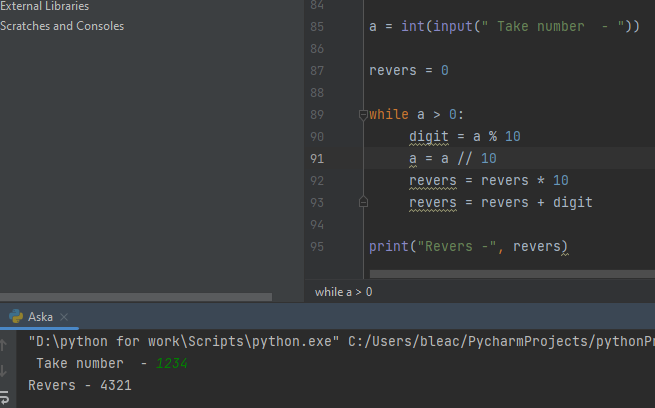 External Libraries
Scratches and Consoles
84
85 a = int(input(" Take number  - "))
86
87 revers = 0
88
89 while a > 0:
90     digit = a % 10
91     a = a // 10
92     revers = revers * 10
93     revers = revers + digit
94
95 print("Revers -", revers)
while a > 0
Aska
"D:\python for work\Scripts\python.exe" C:/Users/bleac/PycharmProjects/pythonPr
 Take number  - 1234
Revers - 4321